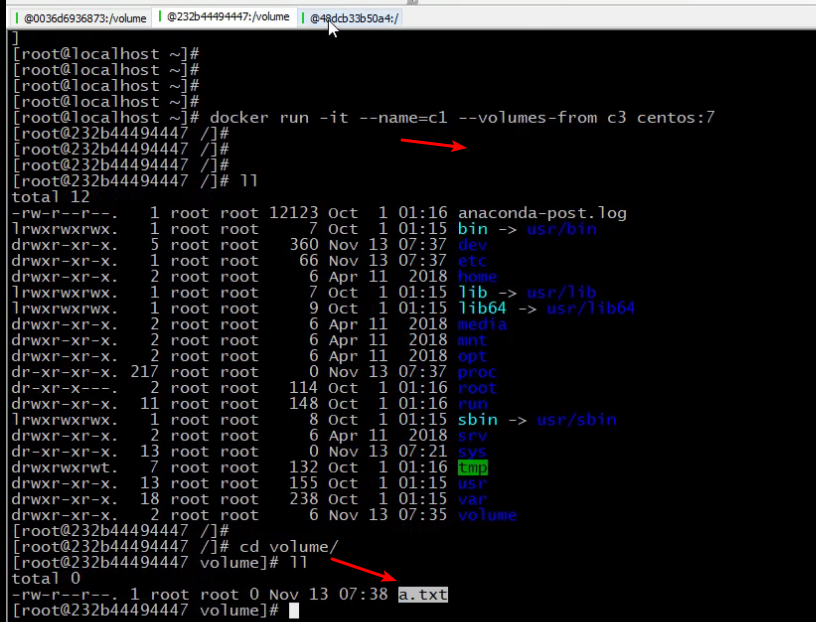 @0036d6936873:/volume @232b44494447:/volume @48dcb33b50a4:/
]
[root@localhost ~]#
[root@localhost ~]#
[root@localhost ~]#
[root@localhost ~]#
[root@localhost ~]# docker run -it --name=c1 --volumes-from c3 centos:7
[root@232b44494447 /]#
[root@232b44494447 /]#
[root@232b44494447 /]#
[root@232b44494447 /]# ll
total 12
-rw-r--r--.   1 root root 12123 Oct  1 01:16 anaconda-post.log
lrwxrwxrwx.   1 root root     7 Oct  1 01:15 bin -> usr/bin
drwxr-xr-x.   5 root root   360 Nov 13 07:37 dev
drwxr-xr-x.   1 root root    66 Nov 13 07:37 etc
drwxr-xr-x.   2 root root     6 Apr 11  2018 home
lrwxrwxrwx.   1 root root     7 Oct  1 01:15 lib -> usr/lib
lrwxrwxrwx.   1 root root     9 Oct  1 01:15 lib64 -> usr/lib64
drwxr-xr-x.   2 root root     6 Apr 11  2018 media
drwxr-xr-x.   2 root root     6 Apr 11  2018 mnt
drwxr-xr-x.   2 root root     6 Apr 11  2018 opt
dr-xr-xr-x. 217 root root     0 Nov 13 07:37 proc
dr-xr-x---.   2 root root   114 Oct  1 01:16 root
drwxr-xr-x.  11 root root   148 Oct  1 01:16 run
lrwxrwxrwx.   1 root root     8 Oct  1 01:15 sbin -> usr/sbin
drwxr-xr-x.   2 root root     6 Apr 11  2018 srv
dr-xr-xr-x.  13 root root     0 Nov 13 07:21 sys
drwxrwxrwt.   7 root root   132 Oct  1 01:16 tmp
drwxr-xr-x.  13 root root   155 Oct  1 01:15 usr
drwxr-xr-x.  18 root root   238 Oct  1 01:15 var
drwxr-xr-x.   2 root root     6 Nov 13 07:35 volume
[root@232b44494447 /]#
[root@232b44494447 /]# cd volume/
[root@232b44494447 volume]# ll
total 0
-rw-r--r--. 1 root root 0 Nov 13 07:38 a.txt
[root@232b44494447 volume]#